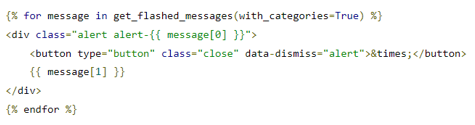 {% for message in get_flashed_messages(with_categories=True) %}
<div class="alert alert-{{ message[0] }}">
    <button type="button" class="close" data-dismiss="alert">&times;</button>
    {{ message[1] }}
</div>
{% endfor %}